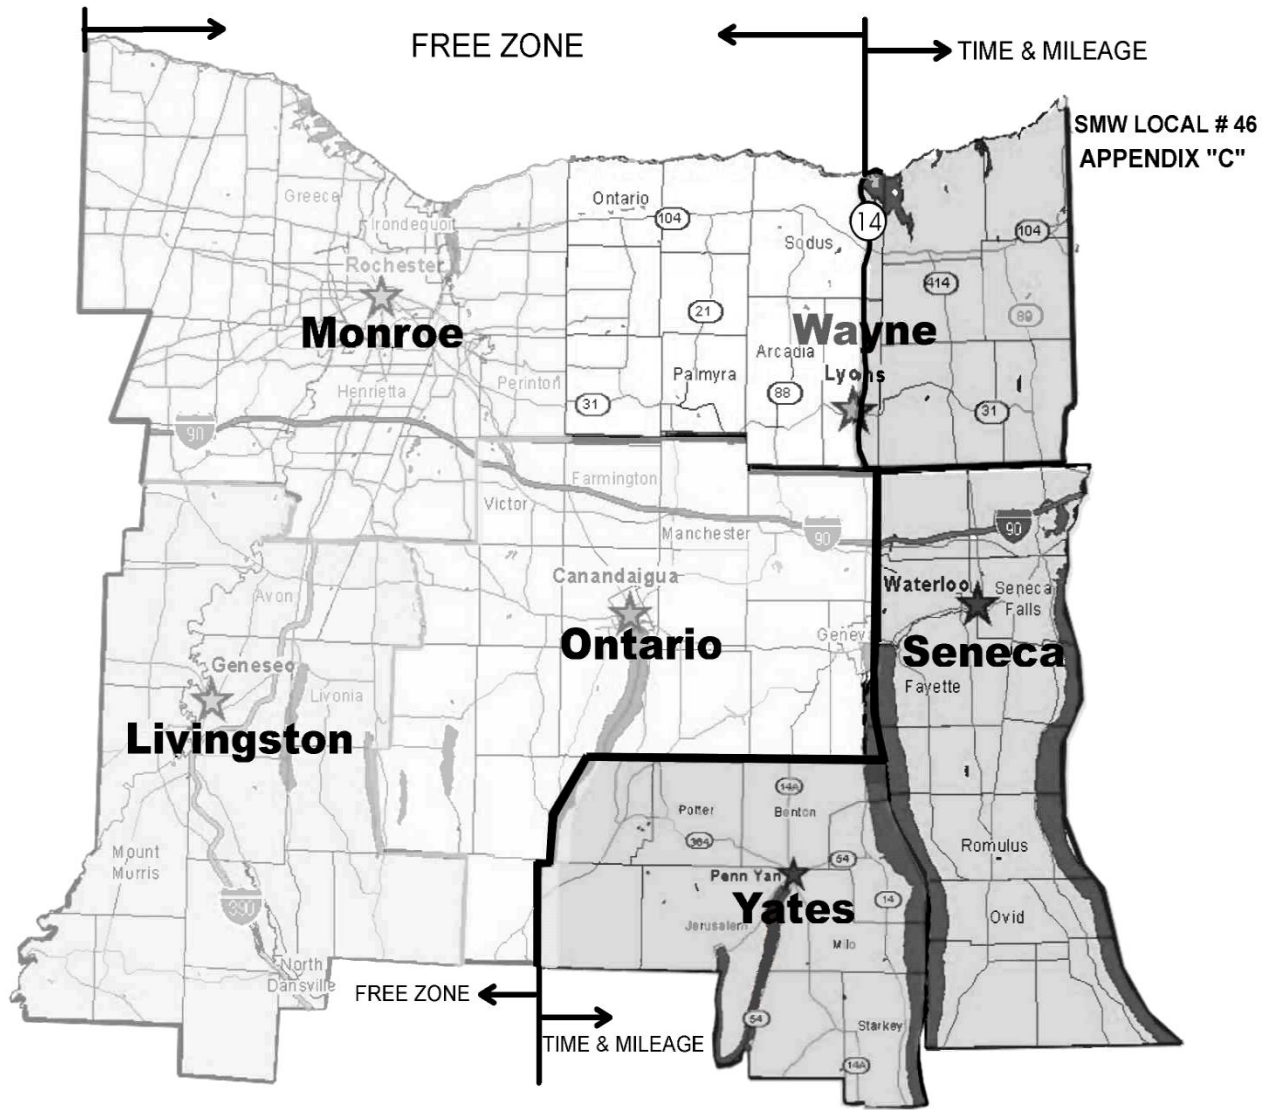 FREE ZONE
TIME & MILEAGE
SMW LOCAL # 46
APPENDIX "C"
Greece
Irondequoit
Rochester
Monroe
Henrietta
Perinton
Ontario
104
21
Palmyra
31
Sodus
14
Wayne
Arcadia
Lyons
88
104
414
89
31
90
Farmington
Victor
Manchester
90
Canandaigua
Ontario
Genev
90
Waterloo
Seneca
Falls
Seneca
Fayette
Romulus
Ovid
Avon
Geneseo
Livonia
Livingston
Mount
Morris
390
North
Dansville
14A
Potter
Benton
364
54
Penn Yan
Yates
14
Jerusalem
Milo
54
Starkey
14A
FREE ZONE
TIME & MILEAGE